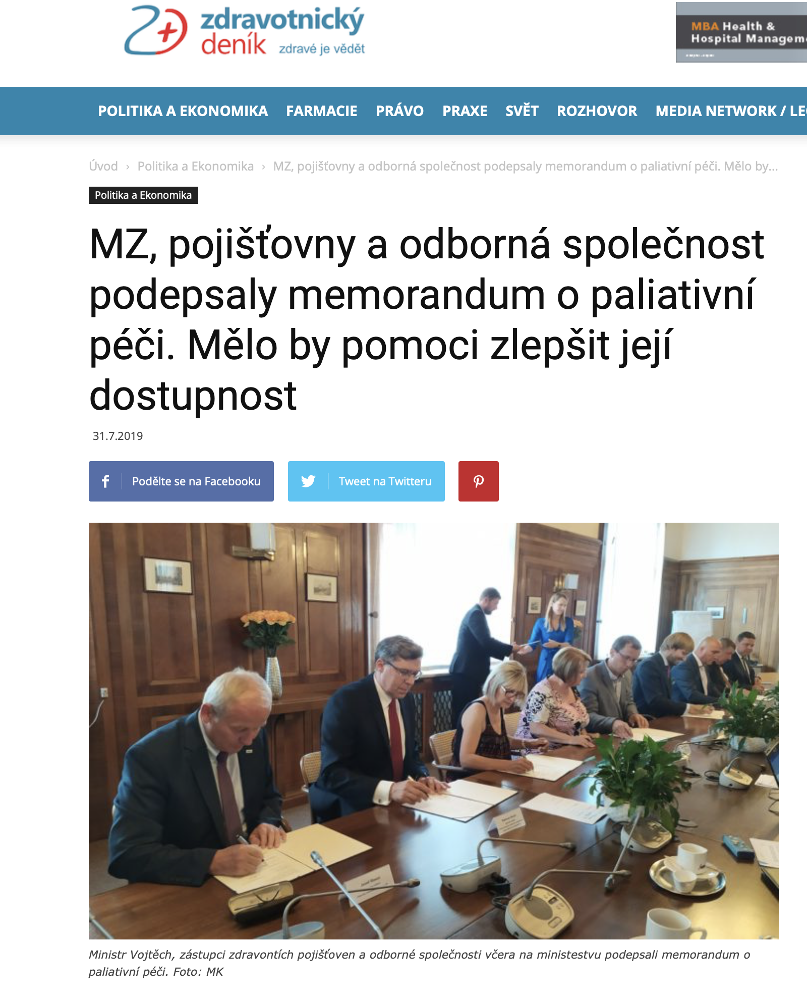 zdravotnický
deník zdravé je vědět
MBA Health &
Hospital Managem
POLITIKA A EKONOMIKA FARMACIE PRÁVO PRAXE SVĚT ROZHOVOR MEDIA NETWORK / LE
Úvod › Politika a Ekonomika › MZ, pojišťovny a odborná společnost podepsaly memorandum o paliativní péči. Mělo by...
Politika a Ekonomika
MZ, pojišťovny a odborná společnost
podepsaly memorandum o paliativní
péči. Mělo by pomoci zlepšit její
dostupnost
31.7.2019
Podělte se na Facebooku Tweet na Twitteru
Ministr Vojtěch, zástupci zdravontích pojišťoven a odborné společnosti včera na ministestvu podepsali memorandum o
paliativní péči. Foto: MK